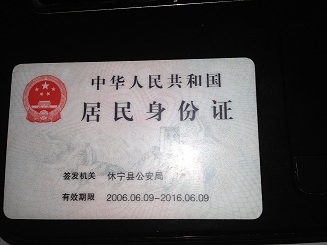 中华人民共和国
居民身份证
签发机关 休宁县公安局
有效期限 2006.06.09-2016.06.09